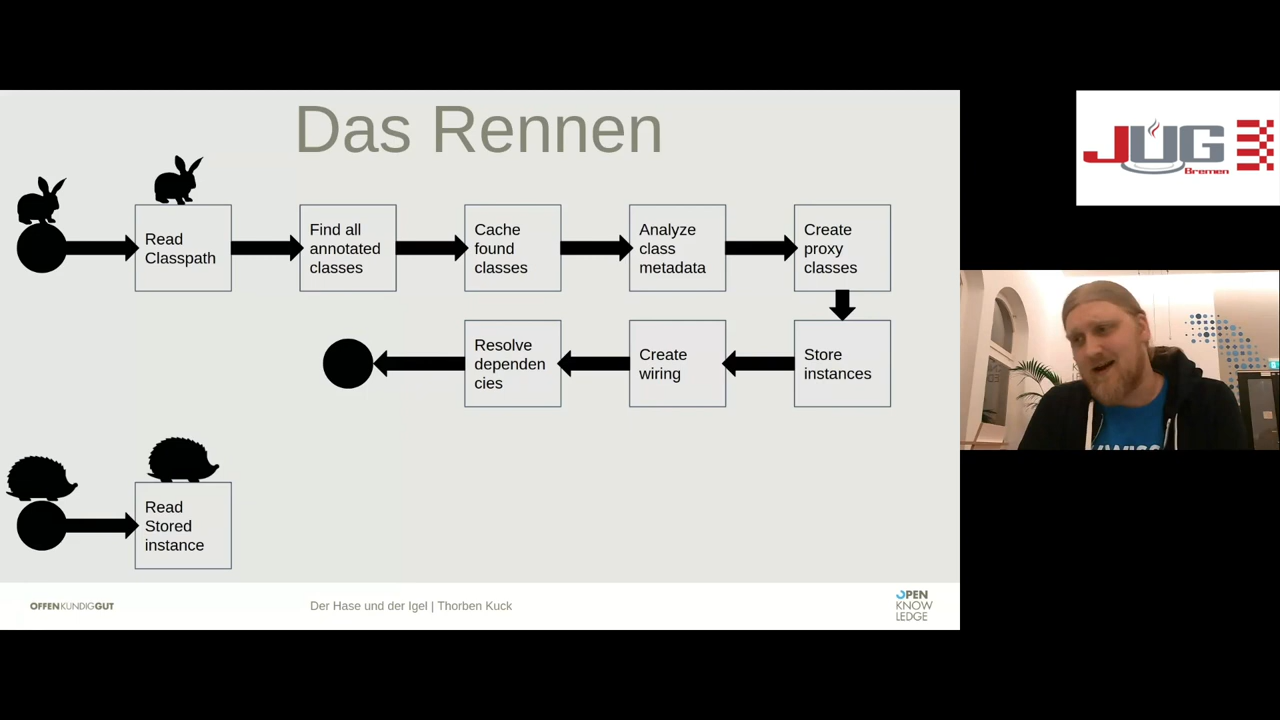 Das Rennen
JUG
Bremen
Read
Classpath
Find all
annotated
classes
Cache
found
classes
Analyze
class
metadata
Create
proxy
classes
Resolve
dependen
cies
Create
wiring
Store
instances
Read
Stored
instance
OFFENKUNDIGGUT
Der Hase und der Igel | Thorben Kuck
OPEN
KNOW
LEDGE